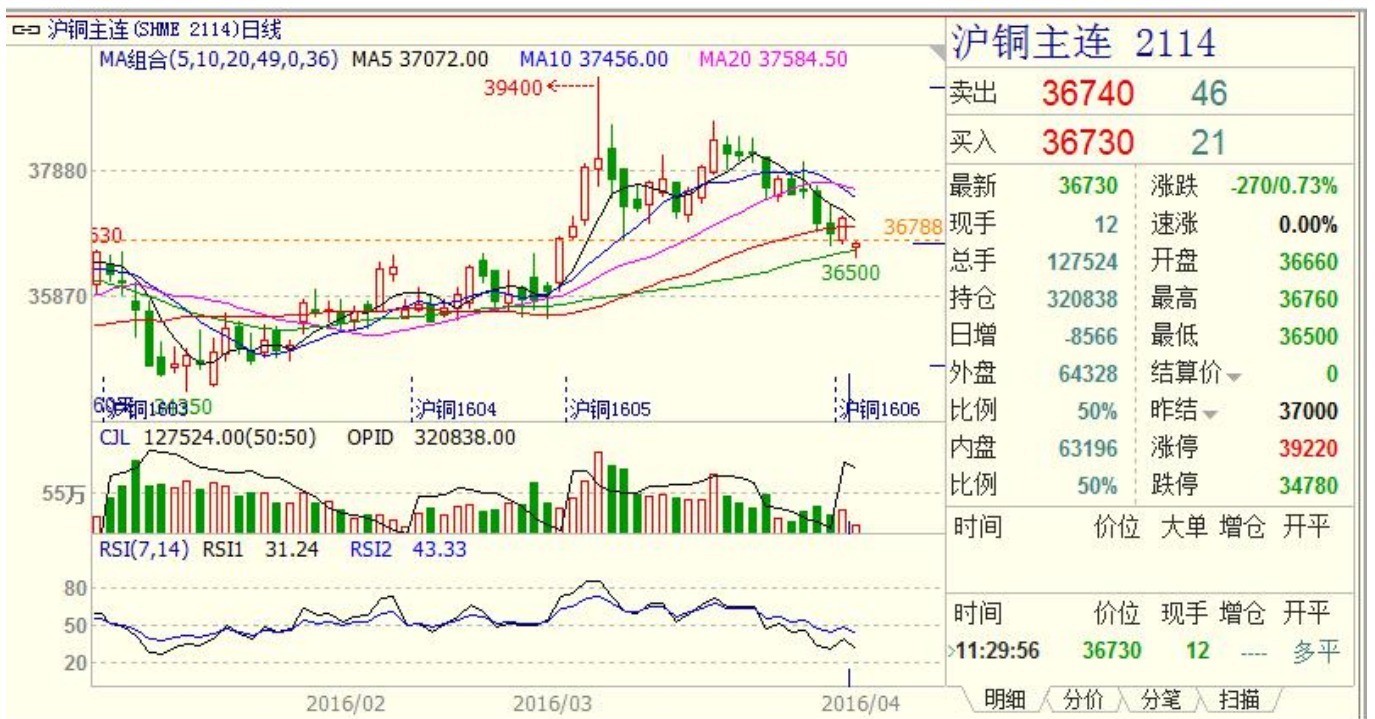 沪铜主连(SHME 2114)日线
MA组合(5,10,20,49,0,36) MA5 37072.00 MA10 37456.00 MA20 37584.50
39400
37880
36788
36500
35870
沪铜1603 沪铜1604 沪铜1605 沪铜1606
CJL 127524.00(50:50) OPID 320838.00
55万
RSI(7,14) RSI1 31.24 RSI2 43.33
80
50
20
2016/02 2016/03 2016/04
沪铜主连 2114
卖出 36740 46
买入 36730 21
最新 36730 涨跌 -270/0.73%
现手 12 速涨 0.00%
总手 127524 开盘 36660
持仓 320838 最高 36760
日增 -8566 最低 36500
外盘 64328 结算价 0
比例 50% 昨结 37000
内盘 63196 涨停 39220
比例 50% 跌停 34780
时间 价位 大单 增仓 开平
时间 价位 现手 增仓 开平
11:29:56 36730 12 ---- 多平
明细 分价 分笔 扫描